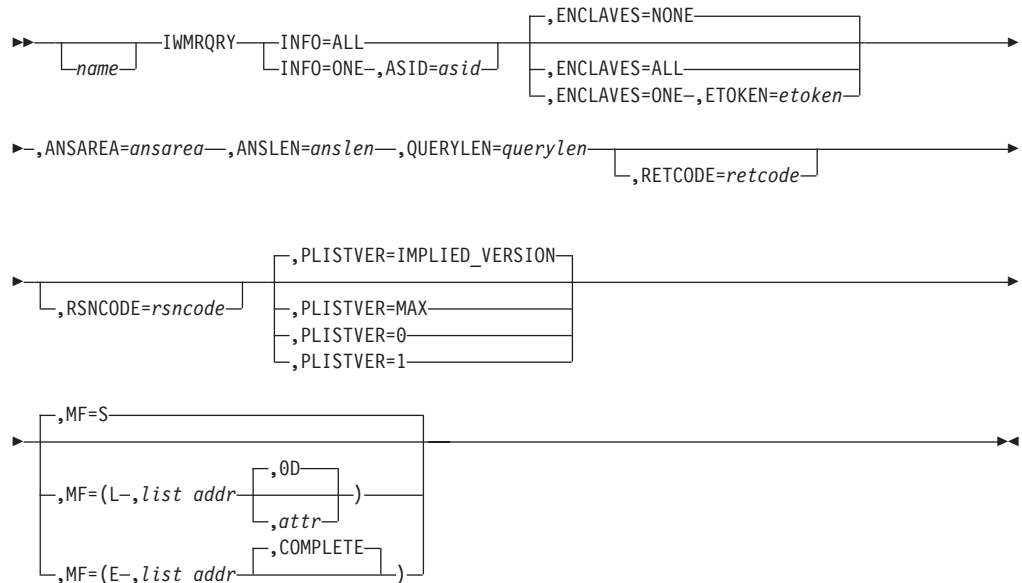 ,ENCLAVES=NONE
name IWMRQRY INFO=ALL
INFO=ONE ,ASID=asid ,ENCLAVES=ALL
,ENCLAVES=ONE ,ETOKEN=etoken
,ANSAREA=ansarea ,ANSLEN=anslen ,QUERYLEN=querylen
,RETCODE=retcode
,PLISTVER=IMPLIED_VERSION
,RSNCODE=rsncode ,PLISTVER=MAX
,PLISTVER=0
,PLISTVER=1
,MF=S
,0D
,MF=(L ,list addr )
,attr
,COMPLETE
,MF=(E ,list addr )